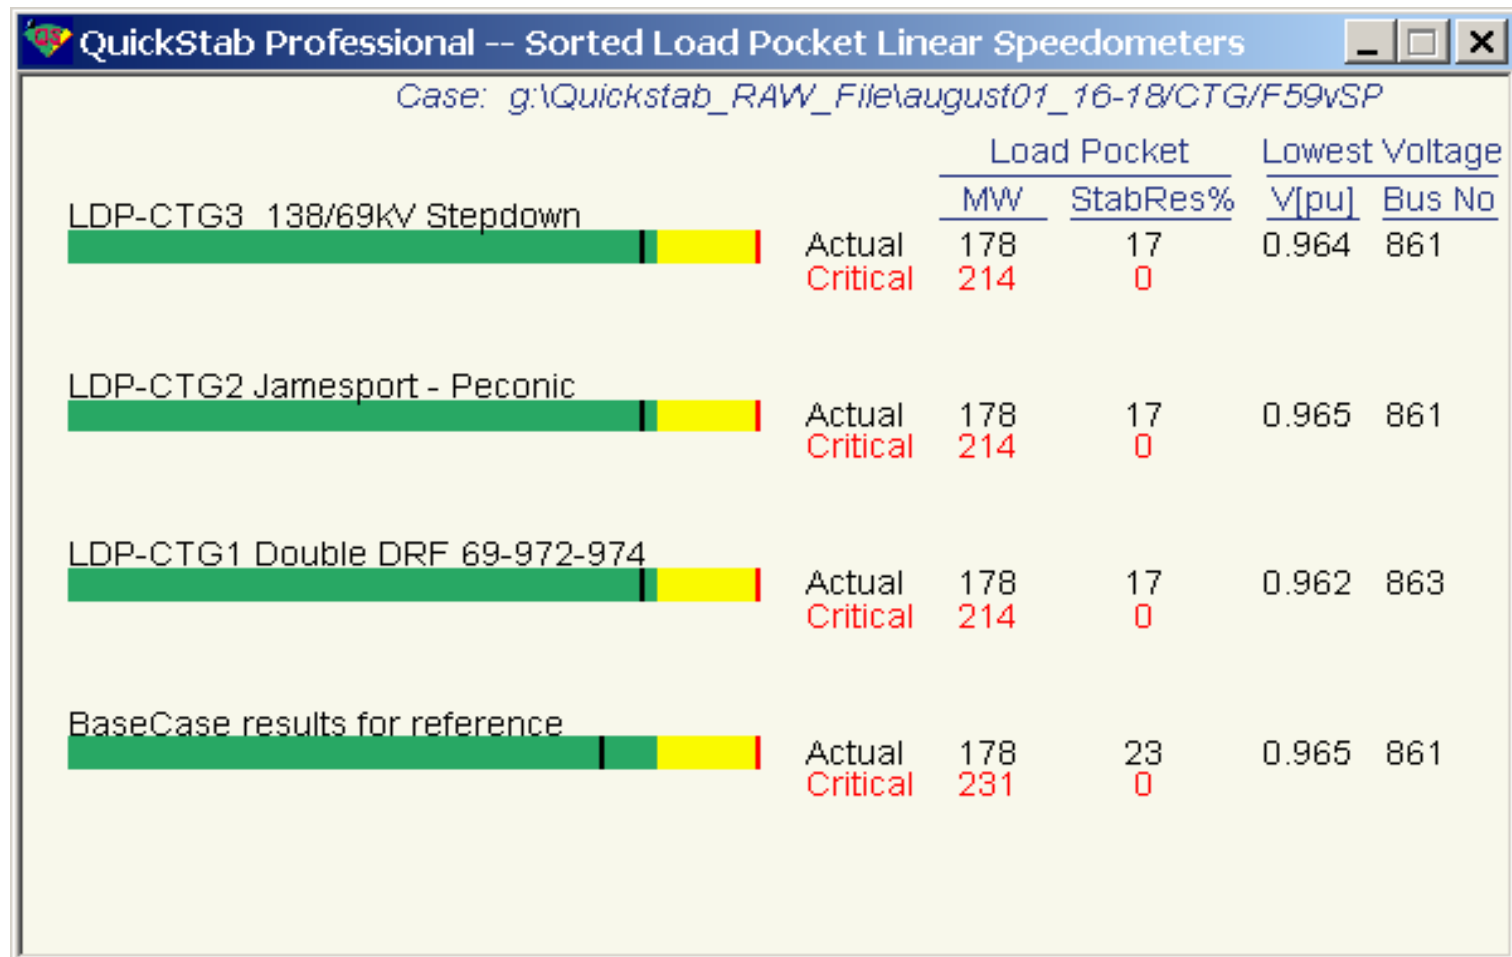 QuickStab Professional -- Sorted Load Pocket Linear Speedometers
Case: g:\Quickstab_RAW_File\august01_16-18/CTG/F59vSP
Load Pocket Lowest Voltage
MW StabRes% V[pu] Bus No
LDP-CTG3 138/69kV Stepdown
Actual 178 17 0.964 861
Critical 214 0
LDP-CTG2 Jamesport - Peconic
Actual 178 17 0.965 861
Critical 214 0
LDP-CTG1 Double DRF 69-972-974
Actual 178 17 0.962 863
Critical 214 0
BaseCase results for reference
Actual 178 23 0.965 861
Critical 231 0